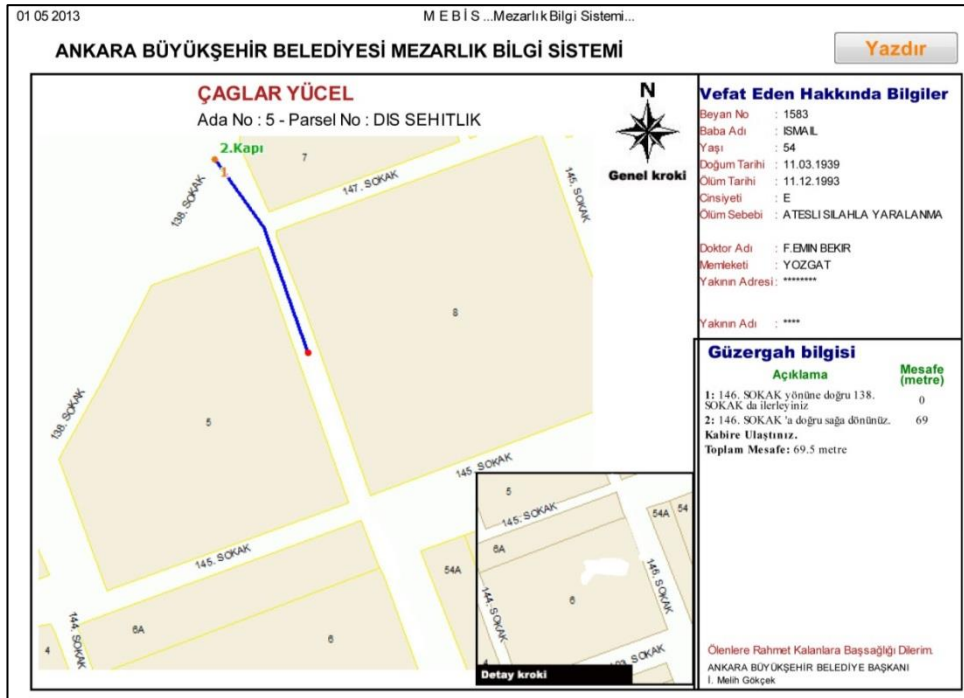 01 05 2013
M E B İ S ...Mezarlık Bilgi Sistemi...
ANKARA BÜYÜKŞEHİR BELEDİYESİ MEZARLIK BİLGİ SİSTEMİ
Yazdır
ÇAGLAR YÜCEL
Ada No : 5 - Parsel No : DIS SEHITLIK
N
Genel kroki
2.Kapı
1
7
147. SOKAK
138. SOKAK
145. SOKAK
8
138. SOKAK
5
145. SOKAK
145. SOKAK
54A
144. SOKAK
4
6A
6
5
145. SOKAK
54A
54
6A
6
144. SOKAK
146. SOKAK
4
SOKAK
Detay kroki
Vefat Eden Hakkında Bilgiler
Beyan No : 1583
Baba Adı : ISMAIL
Yaşı : 54
Doğum Tarihi : 11.03.1939
Ölüm Tarihi : 11.12.1993
Cinsiyeti : E
Ölüm Sebebi : ATESLI SILAHLA YARALANMA
Doktor Adı : F.EMIN BEKIR
Memleketi : YOZGAT
Yakının Adresi : ********
Yakının Adı : ****
Güzergah bilgisi
Açıklama
Mesafe
(metre)
1: 146. SOKAK yönüne doğru 138.
SOKAK da ilerleyiniz
0
2: 146. SOKAK 'a doğru sağa dönünüz. 69
Kabire Ulaştınız.
Toplam Mesafe: 69.5 metre
Ölenlere Rahmet Kalanlara Başsağlığı Dilerim.
ANKARA BÜYÜKŞEHİR BELEDİYE BAŞKANI
İ. Melih Gökçek